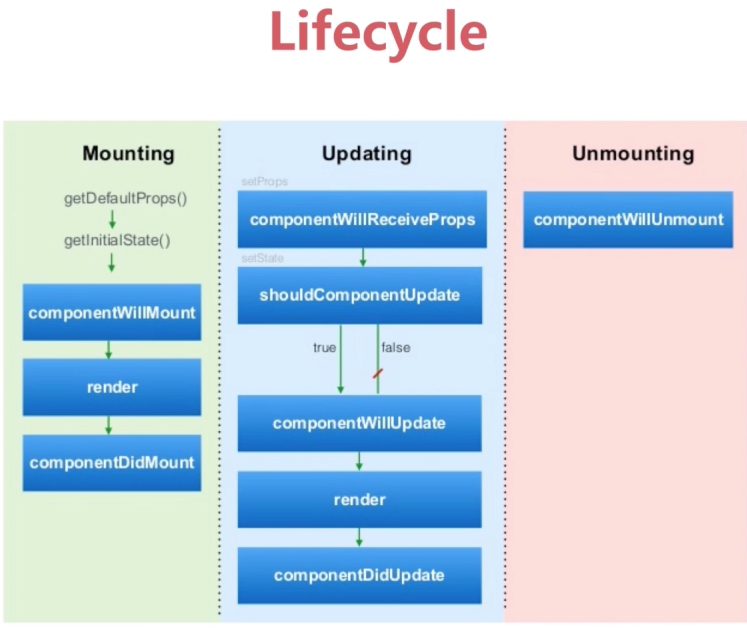 Lifecycle
Mounting
getDefaultProps()
getInitialState()
componentWillMount
render
componentDidMount
Updating
setProps
componentWillReceiveProps
setState
shouldComponentUpdate
true
false
componentWillUpdate
render
componentDidUpdate
Unmounting
componentWillUnmount